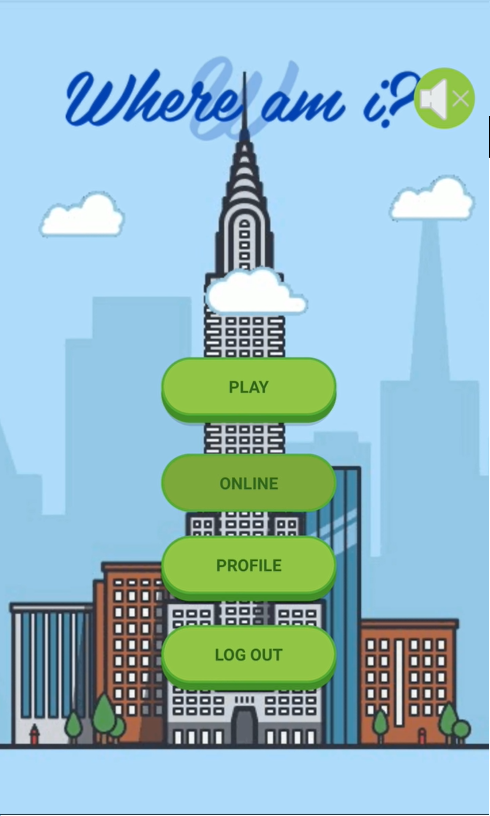 Where am i?
W
PLAY
ONLINE
PROFILE
LOG OUT